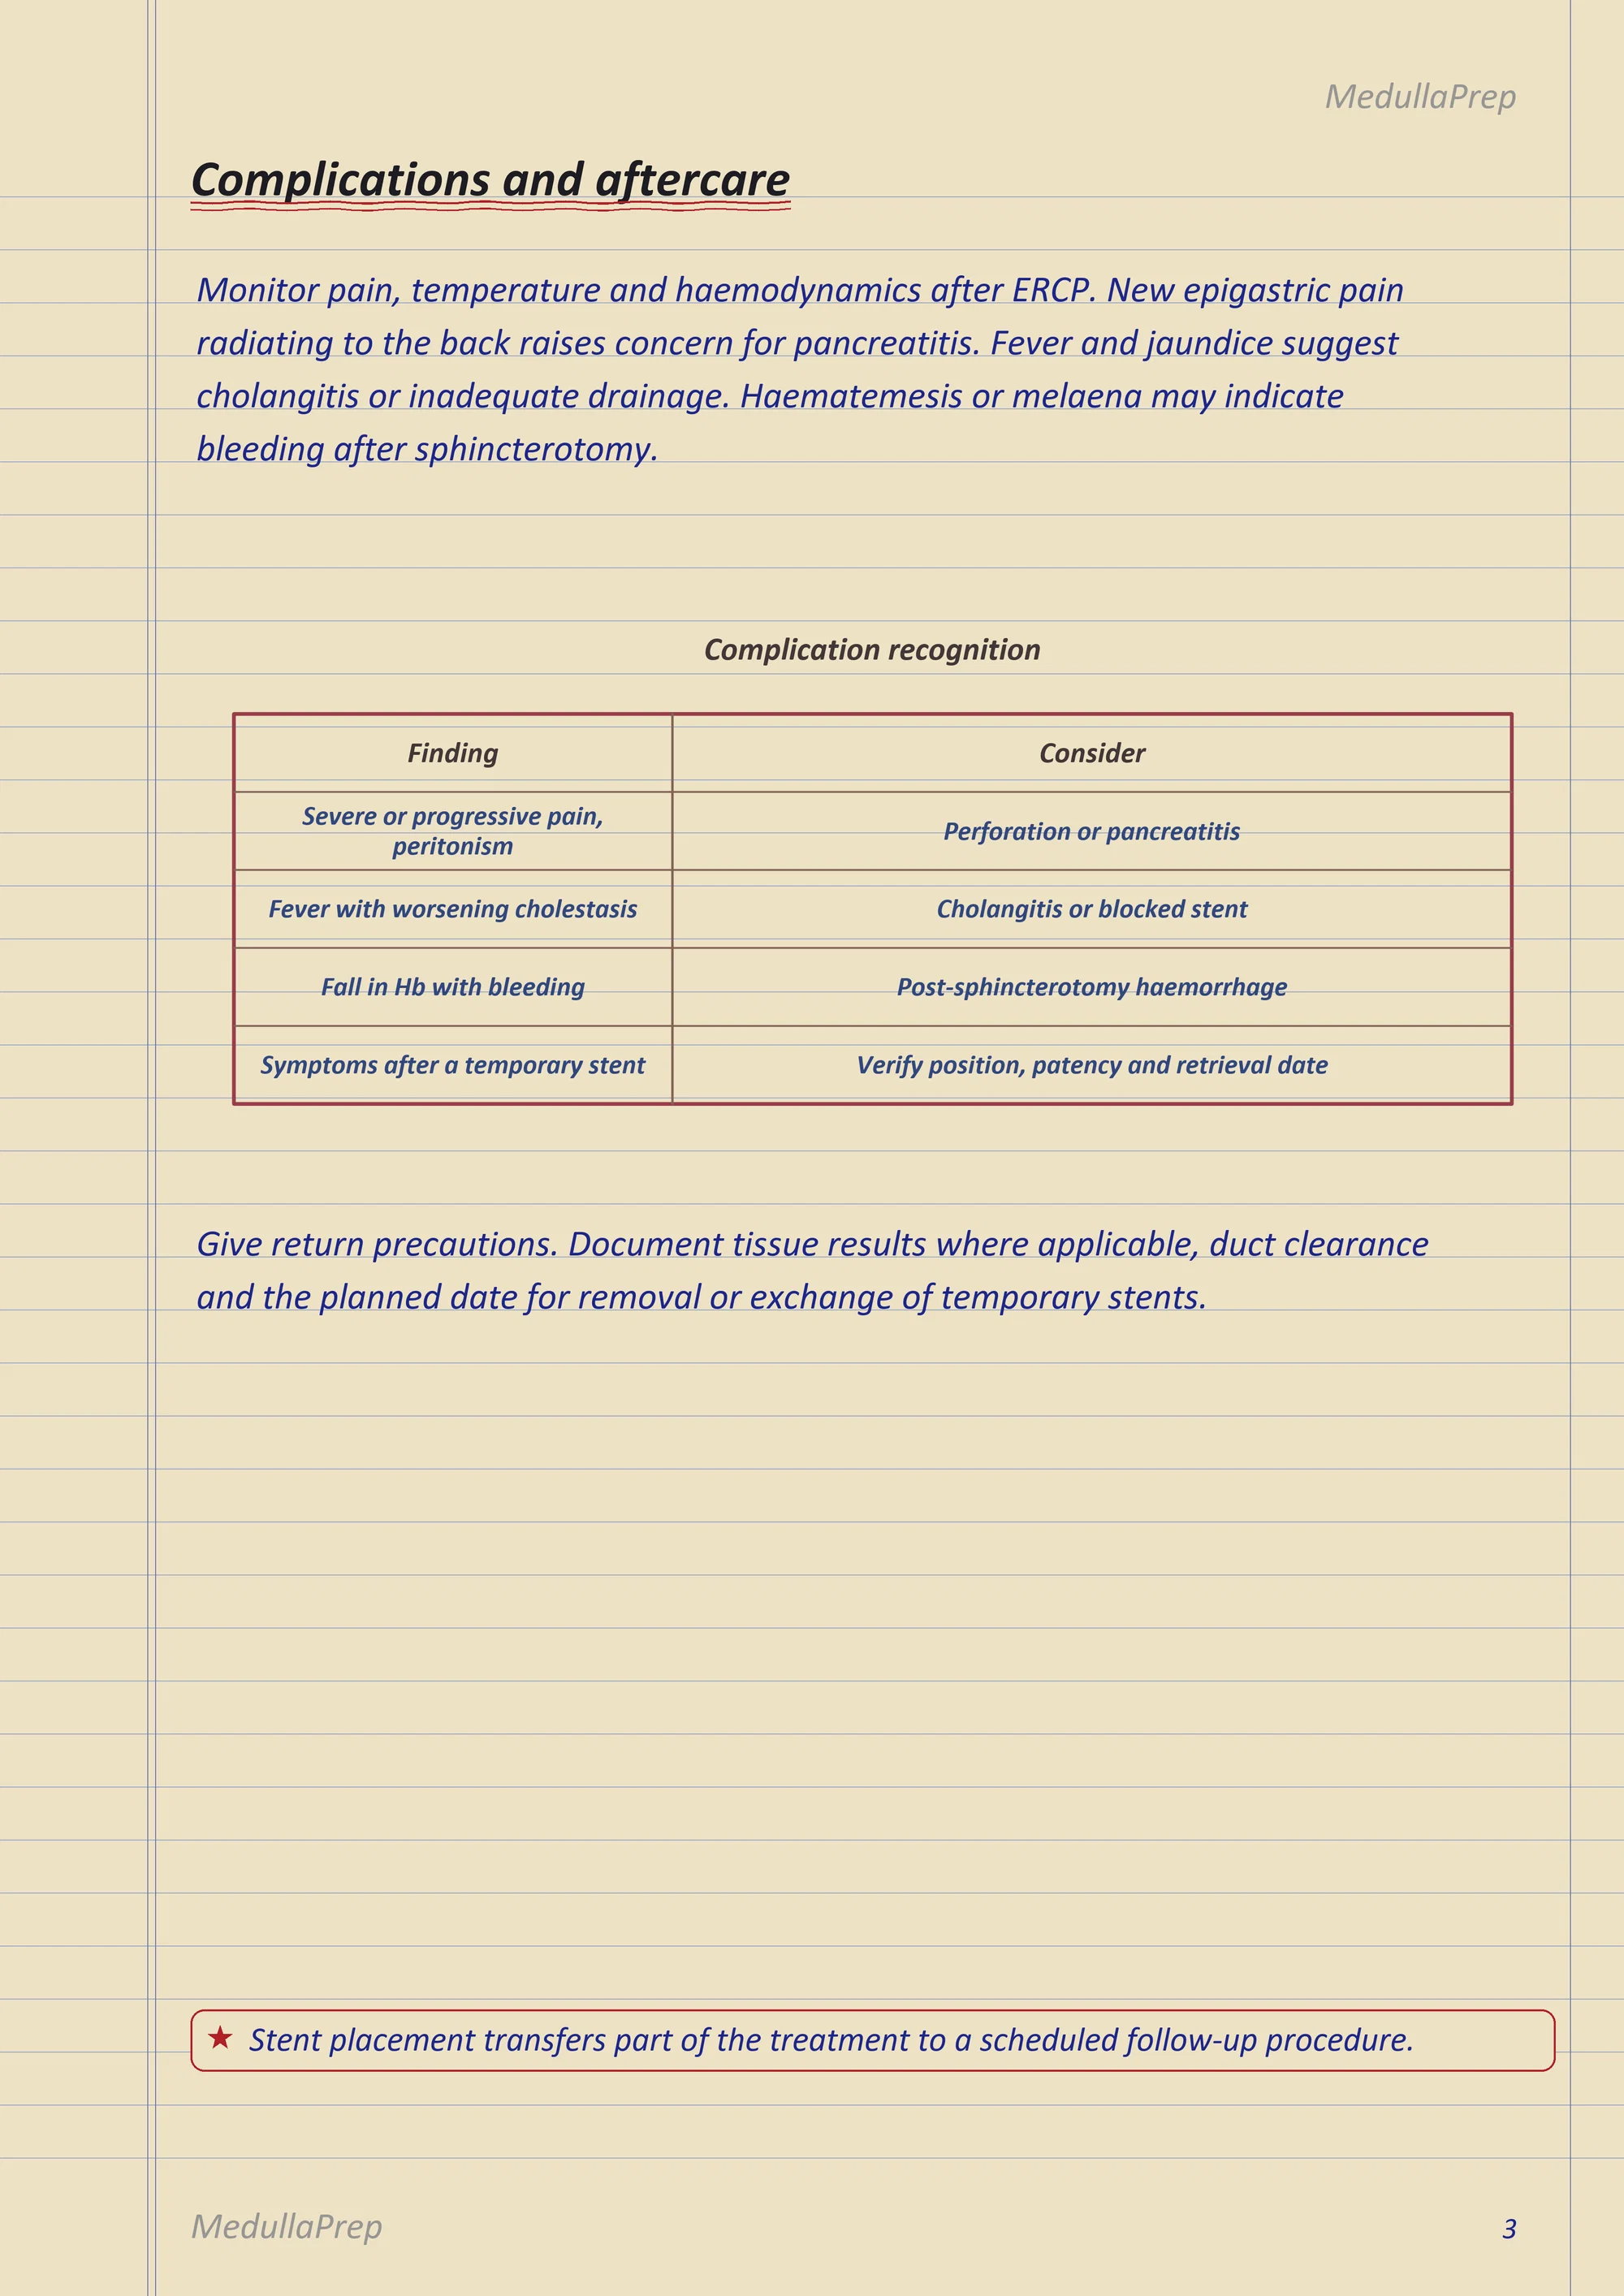 MedullaPrep
Complications and aftercare
Monitor pain, temperature and haemodynamics after ERCP. New epigastric pain
radiating to the back raises concern for pancreatitis. Fever and jaundice suggest
cholangitis or inadequate drainage. Haematemesis or melaena may indicate
bleeding after sphincterotomy.
Complication recognition
Finding Consider
Severe or progressive pain,
peritonism
Perforation or pancreatitis
Fever with worsening cholestasis Cholangitis or blocked stent
Fall in Hb with bleeding Post-sphincterotomy haemorrhage
Symptoms after a temporary stent Verify position, patency and retrieval date
Give return precautions. Document tissue results where applicable, duct clearance
and the planned date for removal or exchange of temporary stents.
★ Stent placement transfers part of the treatment to a scheduled follow-up procedure.
MedullaPrep 3